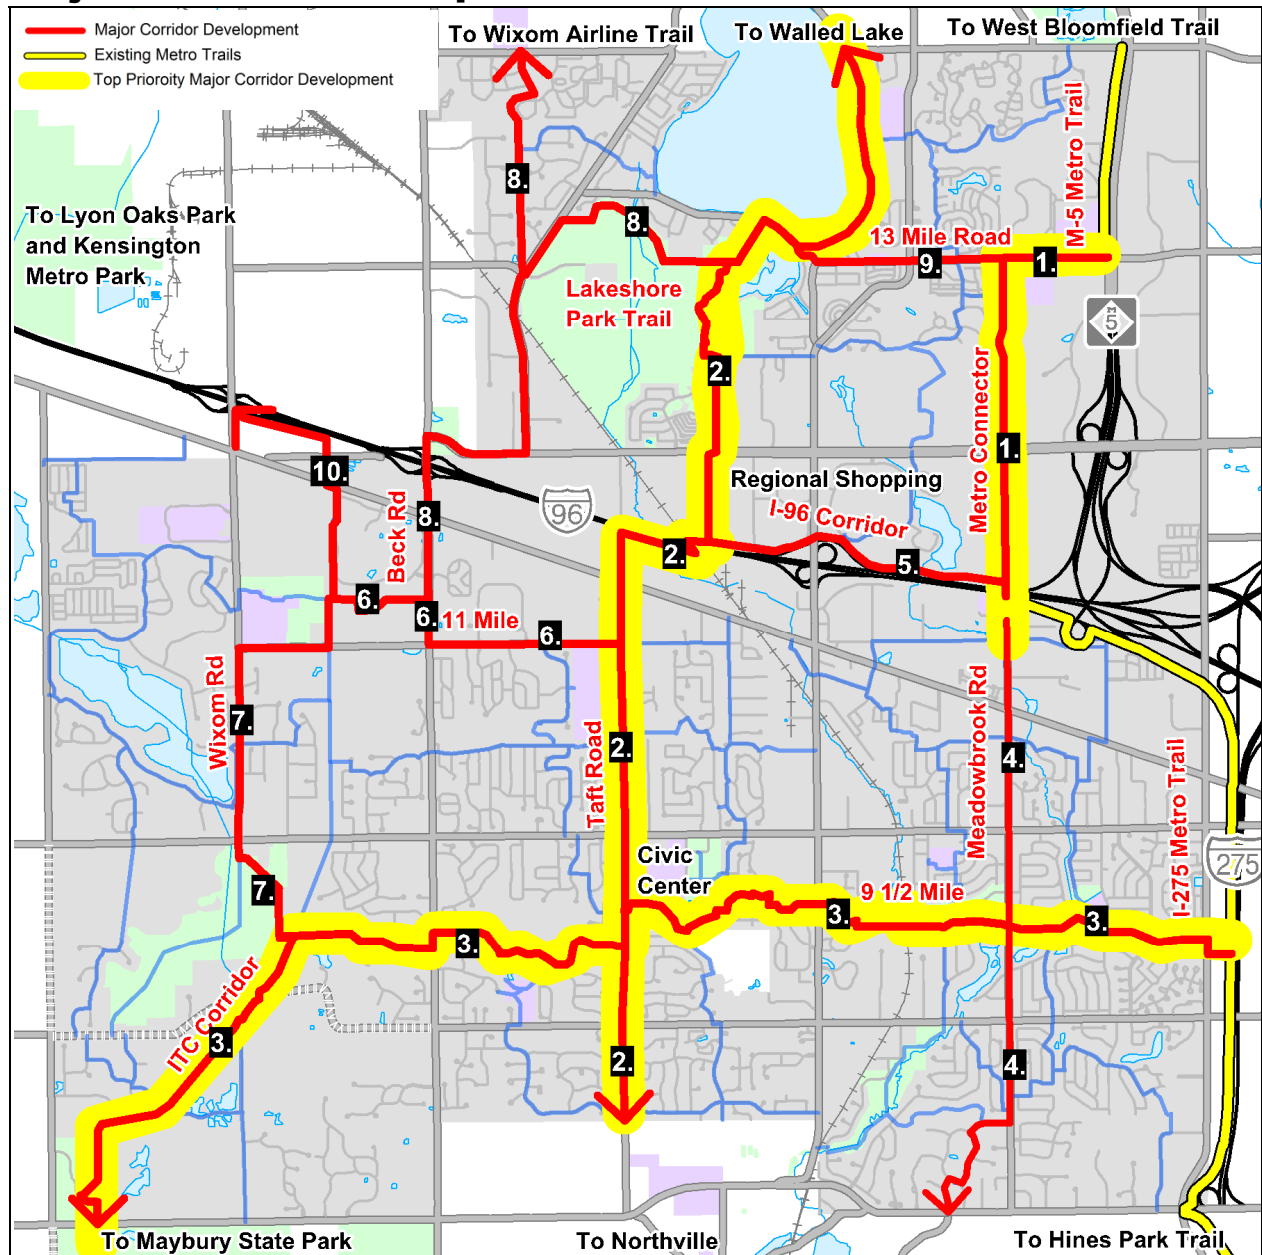 Major Corridor Development
Existing Metro Trails
Top Prioroity Major Corridor Development
To Wixom Airline Trail
To Walled Lake
To West Bloomfield Trail
M-5 Metro Trail
8.
To Lyon Oaks Park
and Kensington
Metro Park
8.
13 Mile Road
9.
1.
Lakeshore
Park Trail
M
5
2.
Metro Connector
1.
10.
Regional Shopping
I-96 Corridor
96
Beck Rd
8.
2.
5.
6.
6.
11 Mile
6.
Wixom Rd
7.
Taft Road
2.
Meadowbrook Rd
4.
I-275 Metro Trail
275
Civic
Center
7.
9 1/2 Mile
3.
3.
3.
ITC Corridor
3.
2.
4.
To Maybury State Park
To Northville
To Hines Park Trail